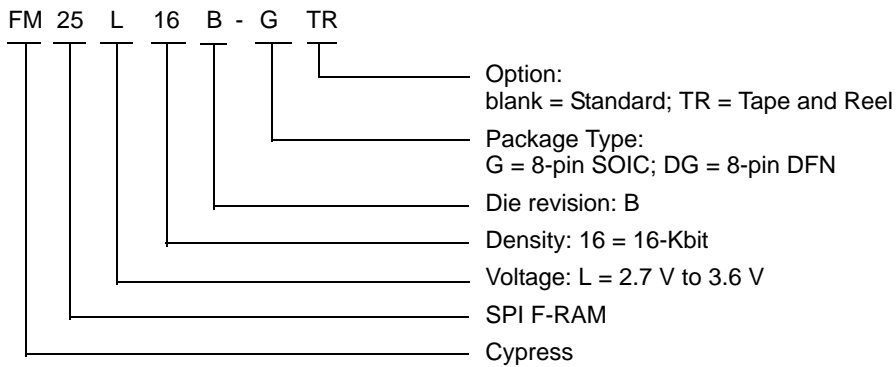 FM 25 L 16 B - G TR
Option:
blank = Standard; TR = Tape and Reel
Package Type:
G = 8-pin SOIC; DG = 8-pin DFN
Die revision: B
Density: 16 = 16-Kbit
Voltage: L = 2.7 V to 3.6 V
SPI F-RAM
Cypress